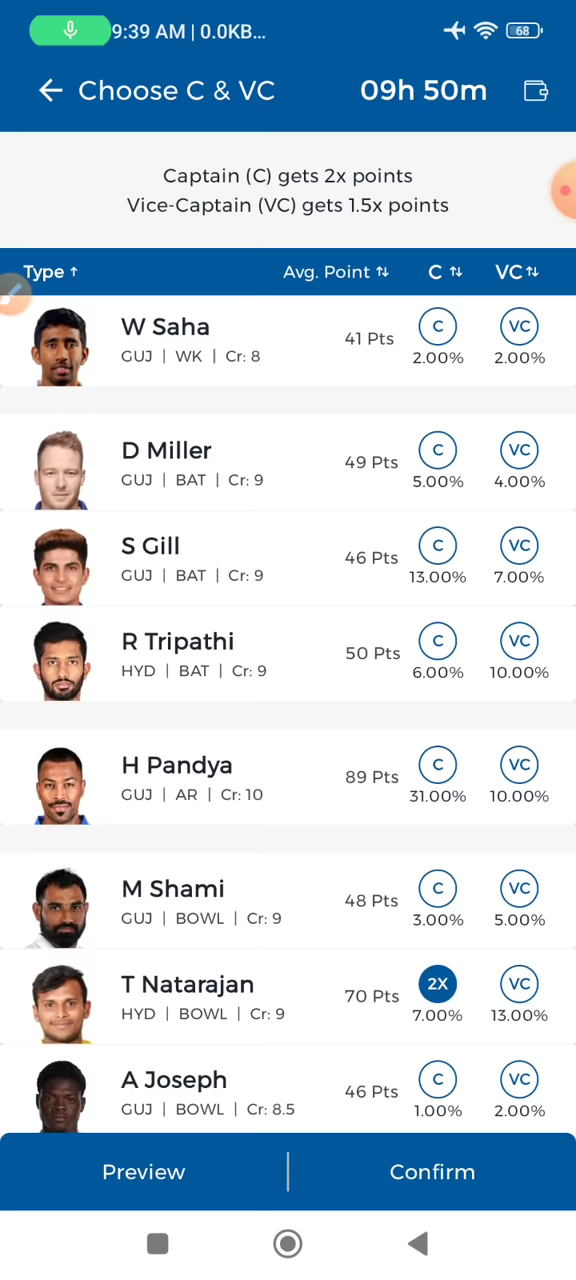 9:39 AM | 0.0KB... 68
Choose C & VC 09h 50m
Captain (C) gets 2x points
Vice-Captain (VC) gets 1.5x points
Type ↑ Avg. Point ↑↓ C ↑↓ VC ↑↓
W Saha
GUJ | WK | Cr: 8
41 Pts
C VC
2.00% 2.00%
D Miller
GUJ | BAT | Cr: 9
49 Pts
C VC
5.00% 4.00%
S Gill
GUJ | BAT | Cr: 9
46 Pts
C VC
13.00% 7.00%
R Tripathi
HYD | BAT | Cr: 9
50 Pts
C VC
6.00% 10.00%
H Pandya
GUJ | AR | Cr: 10
89 Pts
C VC
31.00% 10.00%
M Shami
GUJ | BOWL | Cr: 9
48 Pts
C VC
3.00% 5.00%
T Natarajan
HYD | BOWL | Cr: 9
70 Pts
2X VC
7.00% 13.00%
A Joseph
GUJ | BOWL | Cr: 8.5
46 Pts
C VC
1.00% 2.00%
Preview Confirm